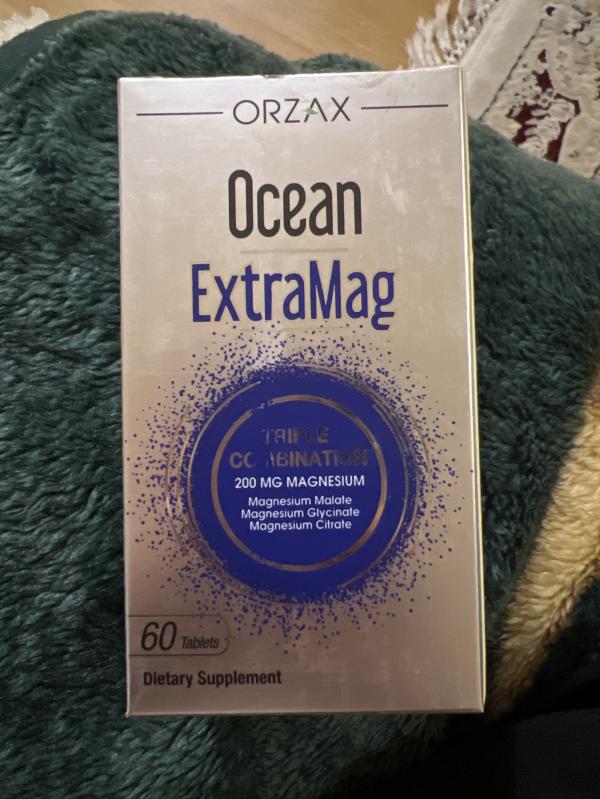 ORZAX
Ocean
ExtraMag
TRIPLE
COMBINATION
200 MG MAGNESIUM
Magnesium Malate
Magnesium Glycinate
Magnesium Citrate
60 Tablets
Dietary Supplement